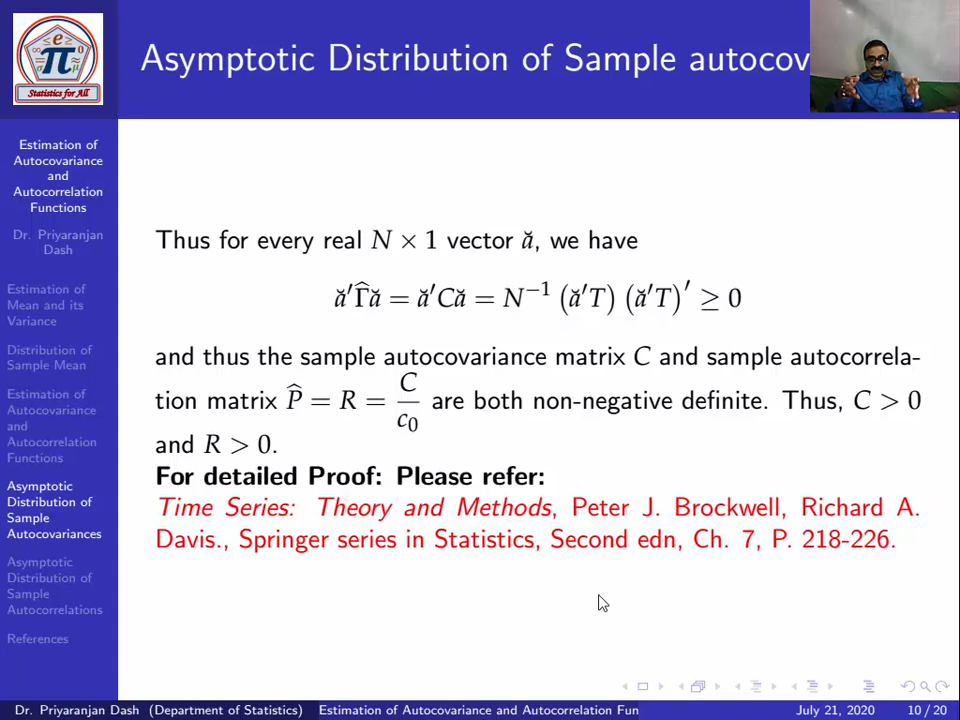 Asymptotic Distribution of Sample autocov
Statistics for All
Estimation of
Autocovariance
and
Autocorrelation
Functions
Dr. Priyaranjan
Dash
Estimation of
Mean and its
Variance
Distribution of
Sample Mean
Estimation of
Autocovariance
and
Autocorrelation
Functions
Asymptotic
Distribution of
Sample
Autocovariances
Asymptotic
Distribution of
Sample
Autocorrelations
References
Thus for every real N × 1 vector ă, we have
ă′Γ̂ă = ă′Că = N⁻¹ (ă′T) (ă′T)′ ≥ 0
and thus the sample autocovariance matrix C and sample autocorrela-
tion matrix P̂ = R = C/c₀ are both non-negative definite. Thus, C > 0
and R > 0.
For detailed Proof: Please refer:
Time Series: Theory and Methods, Peter J. Brockwell, Richard A.
Davis., Springer series in Statistics, Second edn, Ch. 7, P. 218-226.
Dr. Priyaranjan Dash (Department of Statistics) Estimation of Autocovariance and Autocorrelation Fun July 21, 2020 10 / 20